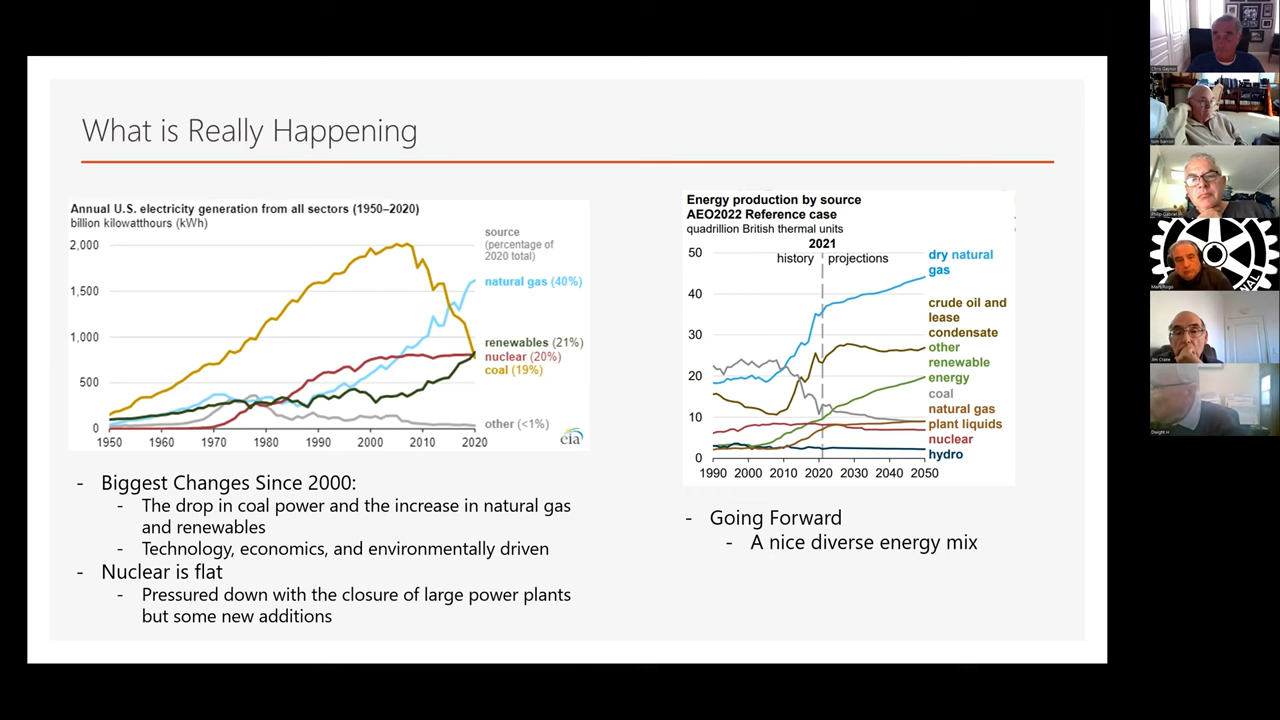 What is Really Happening
Annual U.S. electricity generation from all sectors (1950–2020)
billion kilowatthours (kWh)
2,000
1,500
1,000
500
0
1950
1960
1970
1980
1990
2000
2010
2020
source
(percentage of
2020 total)
natural gas (40%)
renewables (21%)
nuclear (20%)
coal (19%)
other (<1%)
eia
- Biggest Changes Since 2000:
- The drop in coal power and the increase in natural gas
and renewables
- Technology, economics, and environmentally driven
- Nuclear is flat
- Pressured down with the closure of large power plants
but some new additions
Energy production by source
AEO2022 Reference case
quadrillion British thermal units
2021
history
projections
50
40
30
20
10
0
1990
2000
2010
2020
2030
2040
2050
dry natural
gas
crude oil and
lease
condensate
other
renewable
energy
coal
natural gas
plant liquids
nuclear
hydro
- Going Forward
- A nice diverse energy mix
Jim Crane
Dwight H